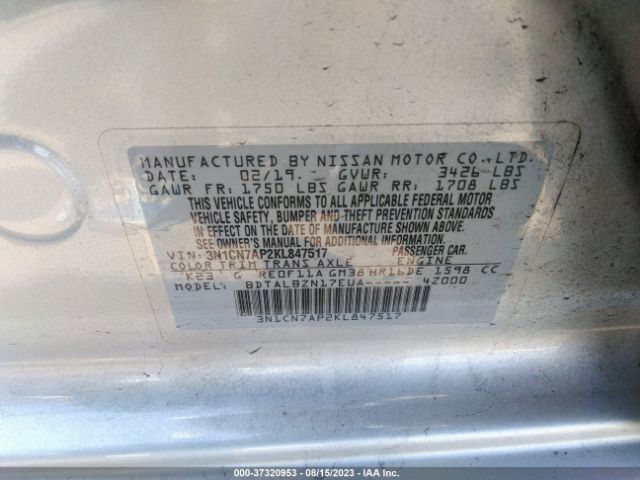 MANUFACTURED BY NISSAN MOTOR CO.,LTD.
DATE: 02/19. GVWR: 3426 LBS
GAWR FR: 1750 LBS GAWR RR: 1708 LBS
THIS VEHICLE CONFORMS TO ALL APPLICABLE FEDERAL MOTOR
VEHICLE SAFETY, BUMPER AND THEFT PREVENTION STANDARDS
IN EFFECT ON THE DATE OF MANUFACTURE SHOWN ABOVE.
SEE OWNER'S MANUAL FOR ADDITIONAL INFORMATION.
VIN: 3N1CN7AP2KL847517 PASSENGER CAR.
COLOR TRIM TRANS AXLE ENGINE
K23 G RE0F11A GM38 HR16DE 1598 CC
BDTALBZN17EUA----- 4Z000
3N1CN7AP2KL847517
000-37320953 - 08/15/2023 - IAA Inc.